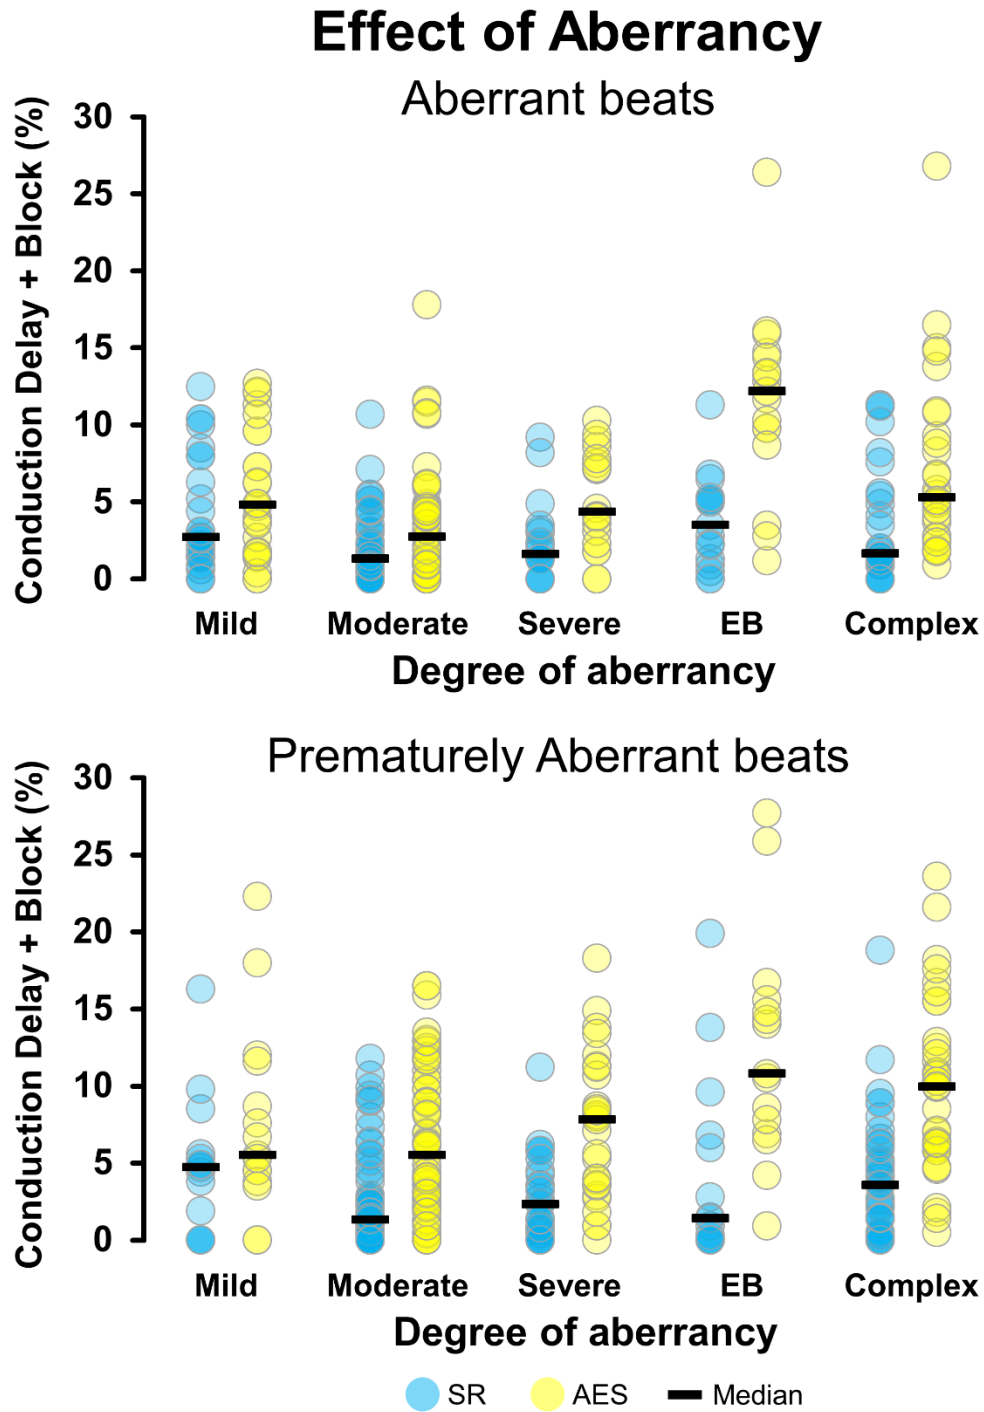 Effect of Aberrancy
Aberrant beats
Conduction Delay + Block (%)
30
25
20
15
10
5
0
Mild Moderate Severe EB Complex
Degree of aberrancy
Prematurely Aberrant beats
Conduction Delay + Block (%)
30
25
20
15
10
5
0
Mild Moderate Severe EB Complex
Degree of aberrancy
SR AES Median